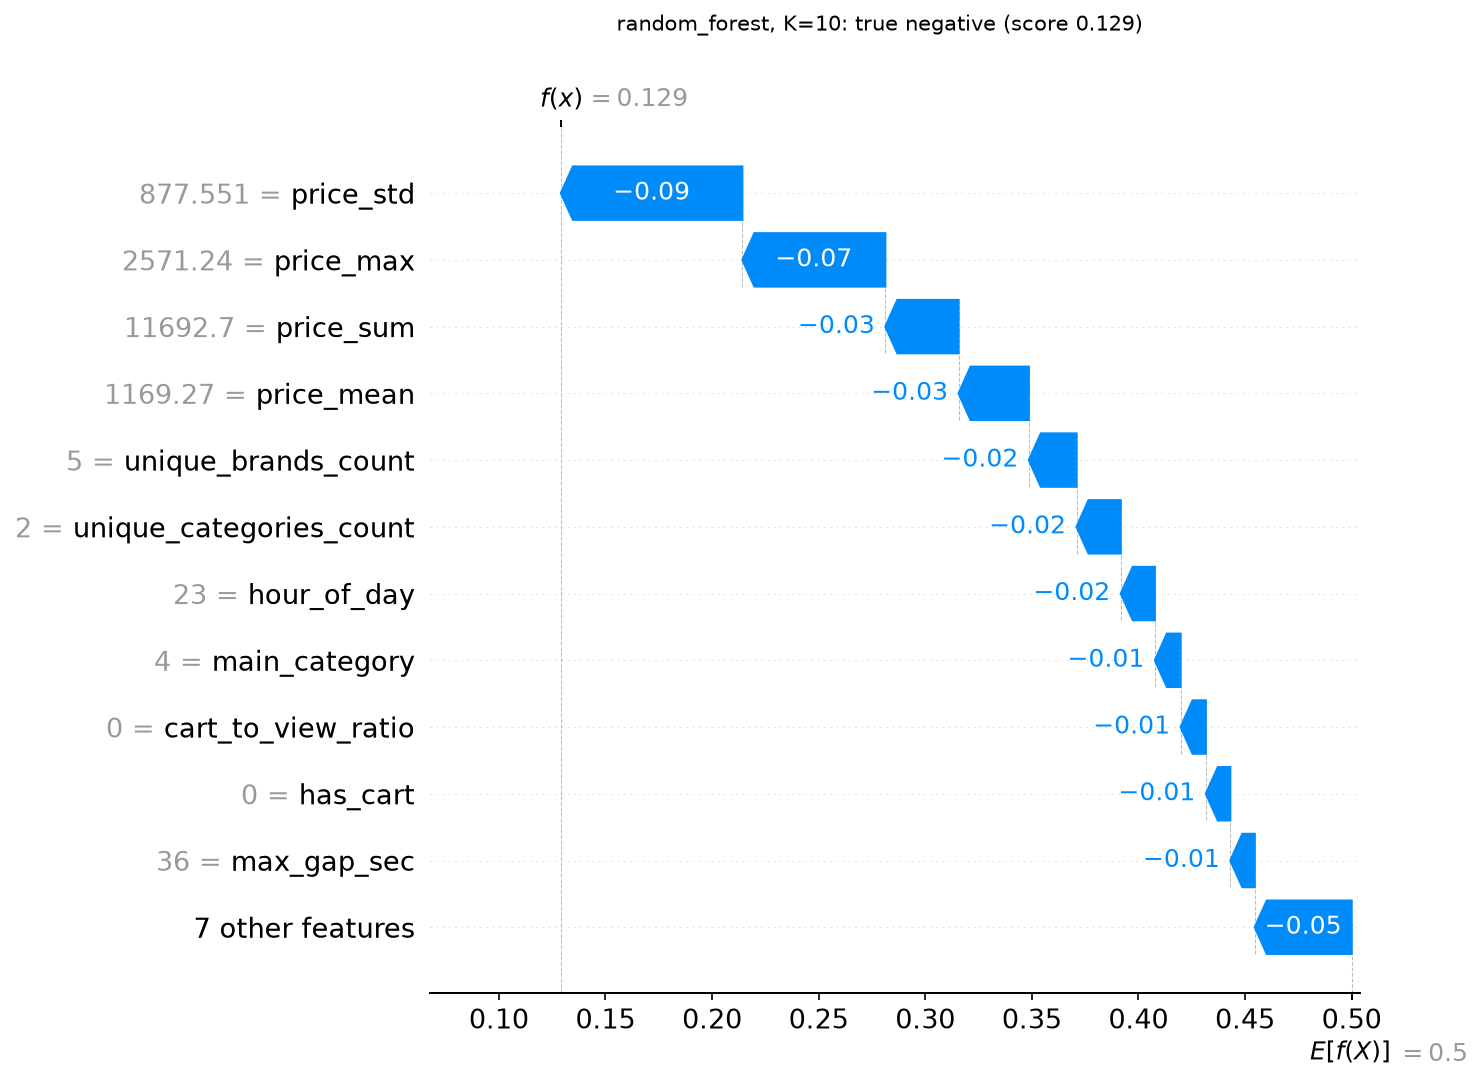 random_forest, K=10: true negative (score 0.129)
f(x) = 0.129
877.551 = price_std −0.09
2571.24 = price_max −0.07
11692.7 = price_sum −0.03
1169.27 = price_mean −0.03
5 = unique_brands_count −0.02
2 = unique_categories_count −0.02
23 = hour_of_day −0.02
4 = main_category −0.01
0 = cart_to_view_ratio −0.01
0 = has_cart −0.01
36 = max_gap_sec −0.01
7 other features −0.05
0.10 0.15 0.20 0.25 0.30 0.35 0.40 0.45 0.50
E[f(X)] = 0.5